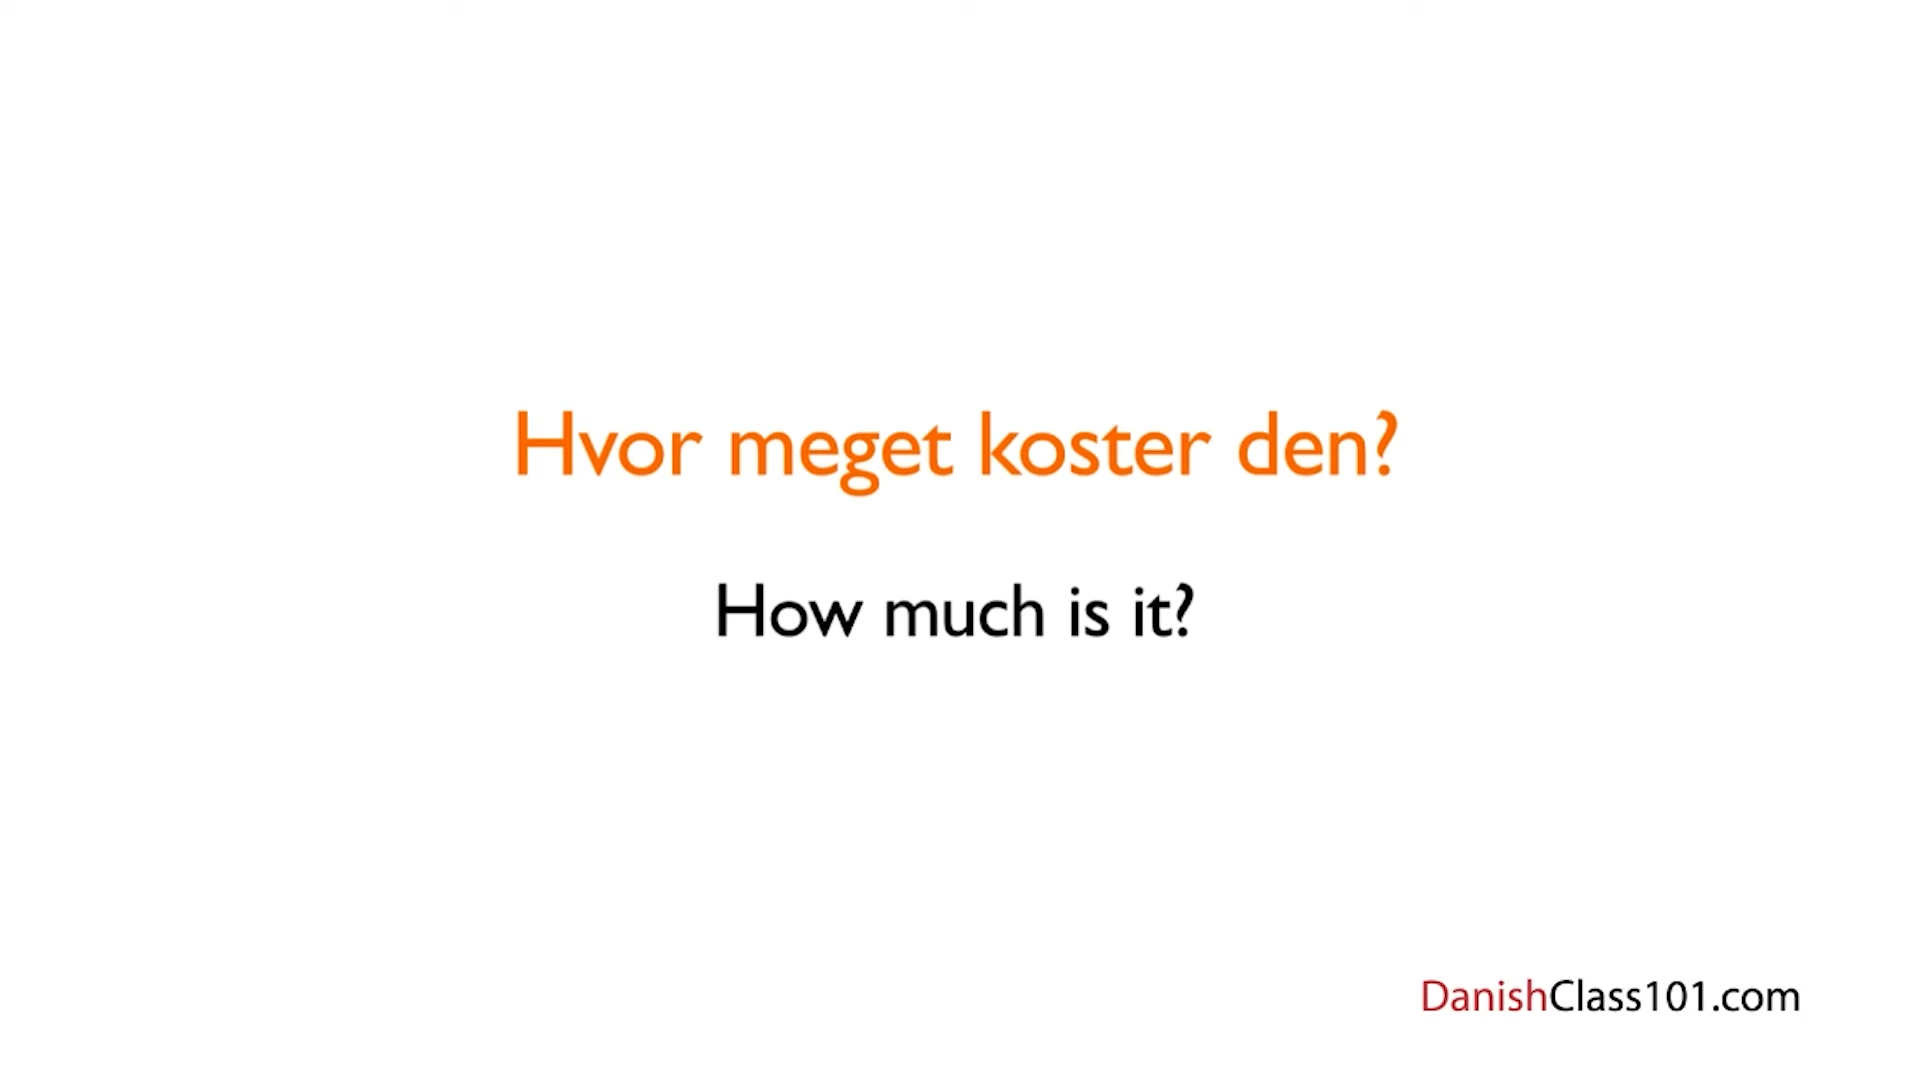 Hvor meget koster den?
How much is it?
DanishClass101.com